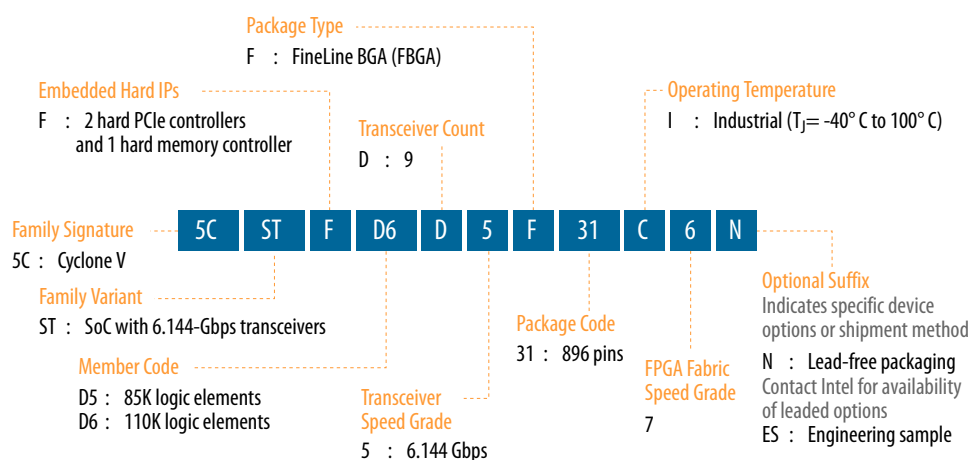 Package Type
F : FineLine BGA (FBGA)
Embedded Hard IPs
F : 2 hard PCIe controllers
and 1 hard memory controller
Transceiver Count
D : 9
Operating Temperature
I : Industrial (TJ= -40° C to 100° C)
5C ST F D6 D 5 F 31 C 6 N
Family Signature
5C : Cyclone V
Family Variant
ST : SoC with 6.144-Gbps transceivers
Member Code
D5 : 85K logic elements
D6 : 110K logic elements
Transceiver
Speed Grade
5 : 6.144 Gbps
Package Code
31 : 896 pins
FPGA Fabric
Speed Grade
7
Optional Suffix
Indicates specific device
options or shipment method
N : Lead-free packaging
Contact Intel for availability
of leaded options
ES : Engineering sample